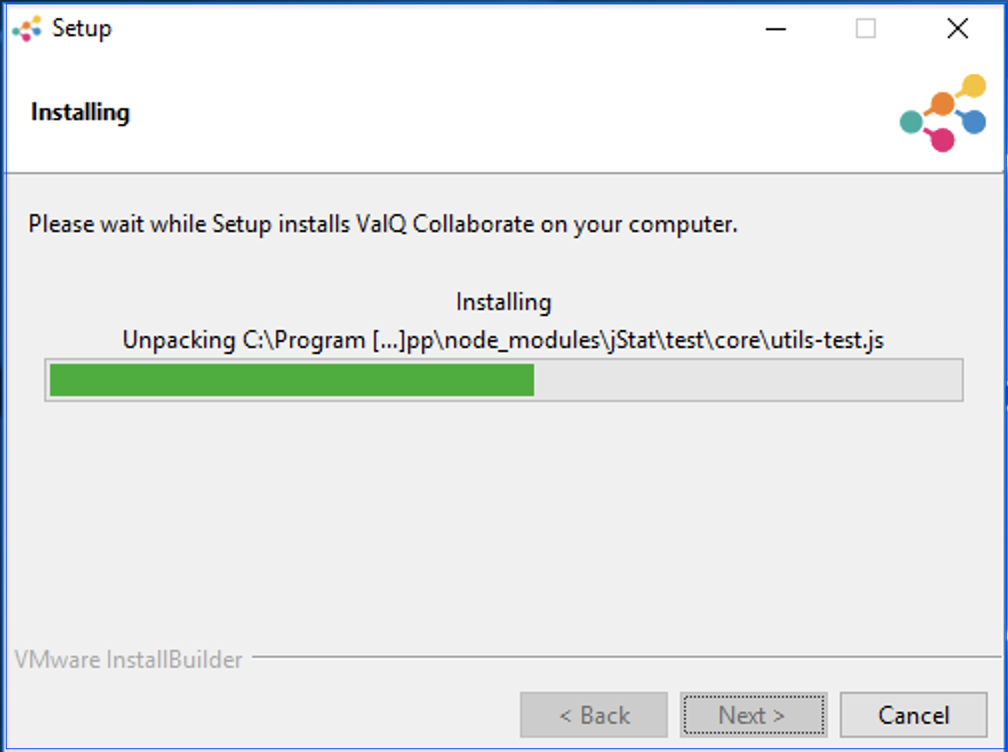 Setup
Installing
Please wait while Setup installs ValQ Collaborate on your computer.
Installing
Unpacking C:\Program [...]pp\node_modules\jStat\test\core\utils-test.js
VMware InstallBuilder
< Back
Next >
Cancel